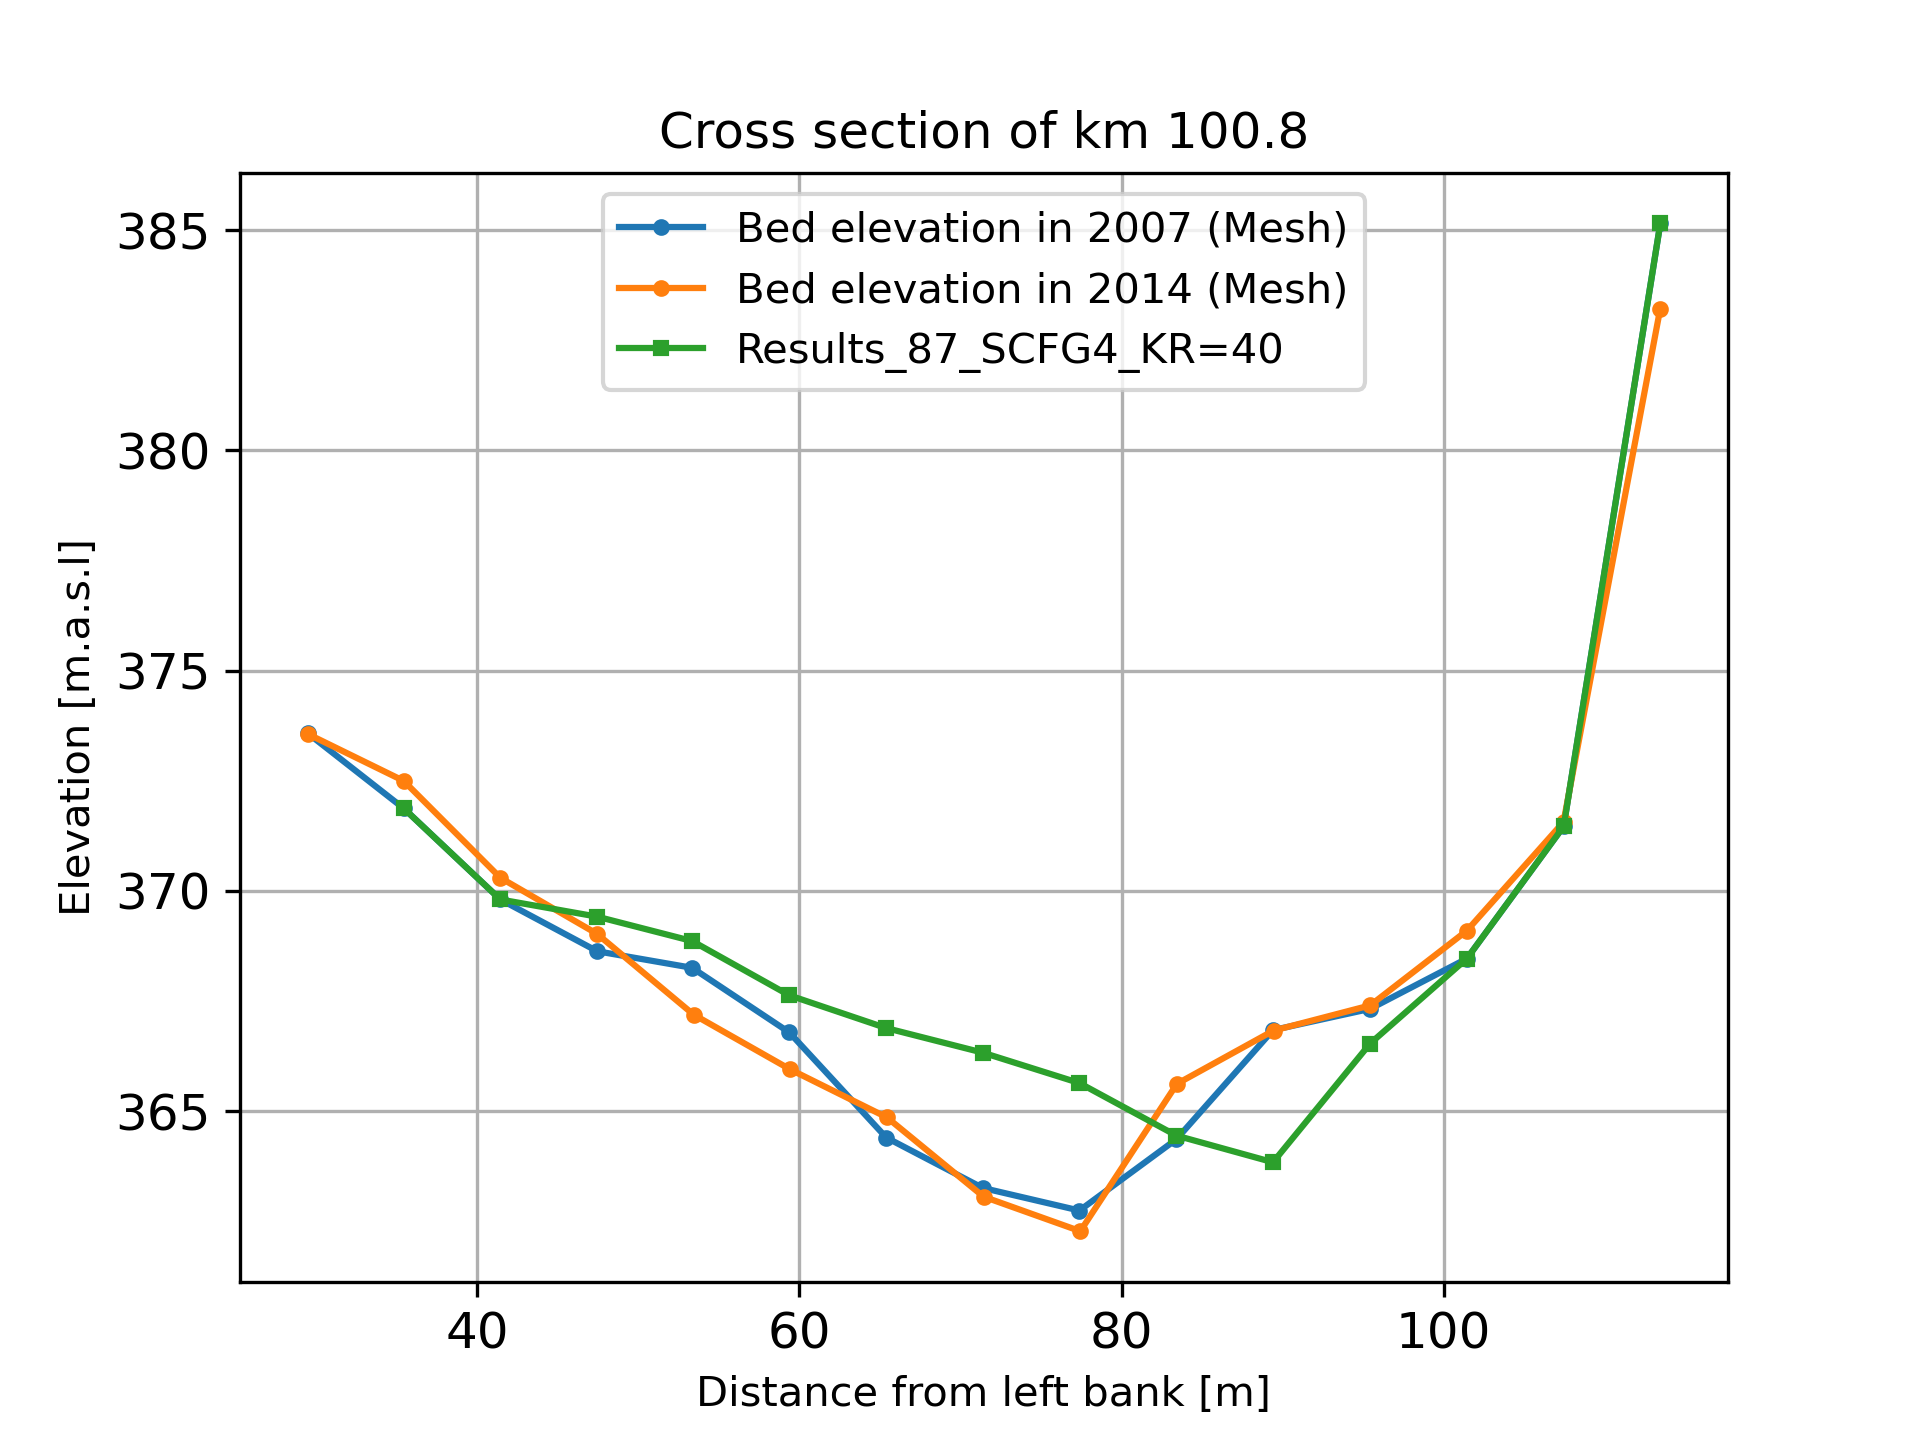 Cross section of km 100.8
Bed elevation in 2007 (Mesh)
Bed elevation in 2014 (Mesh)
Results_87_SCFG4_KR=40
385
380
375
370
365
Elevation [m.a.s.l]
40 60 80 100
Distance from left bank [m]